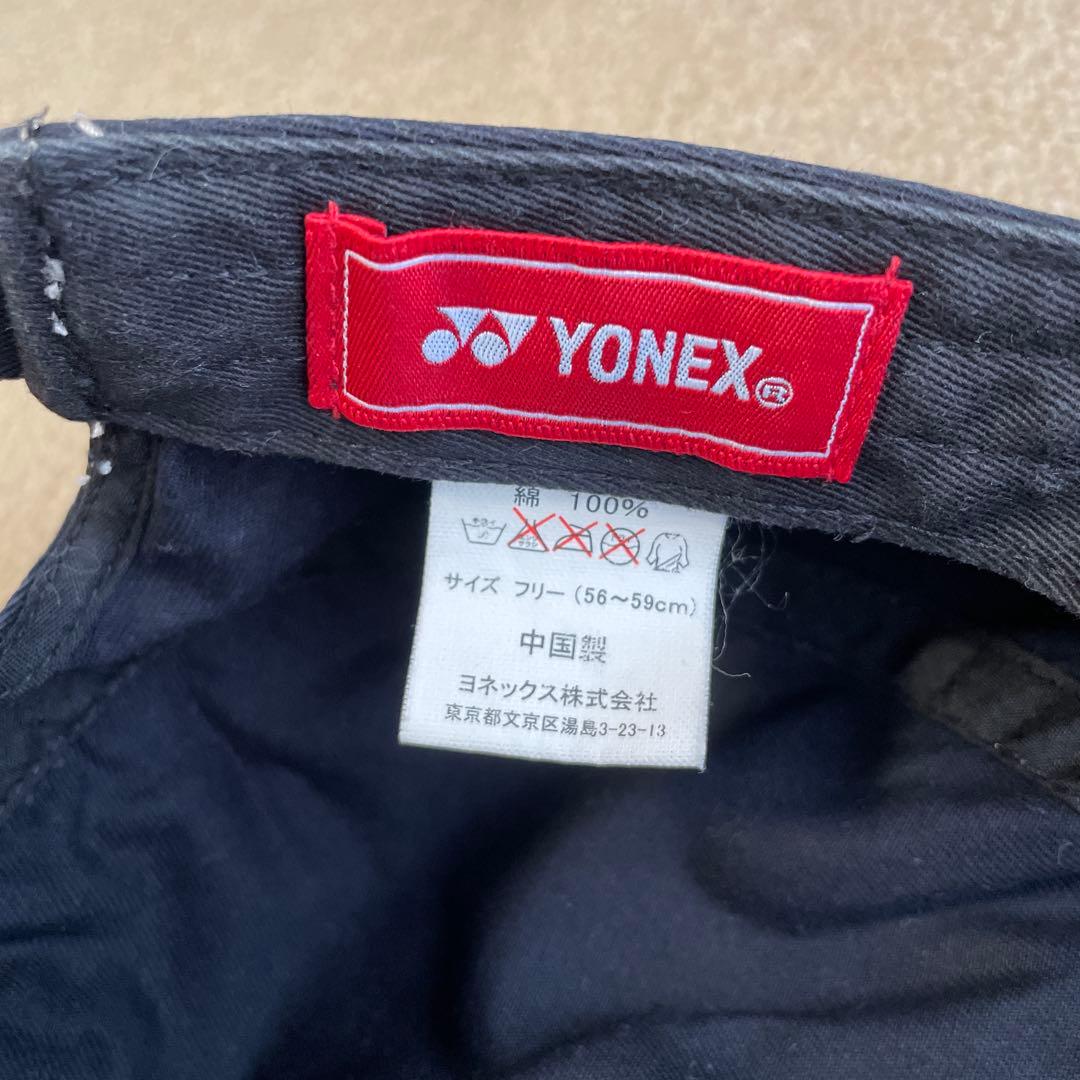 YONEX®
綿 100%
サイズ フリー (56～59cm)
中国製
ヨネックス株式会社
東京都文京区湯島3-23-13